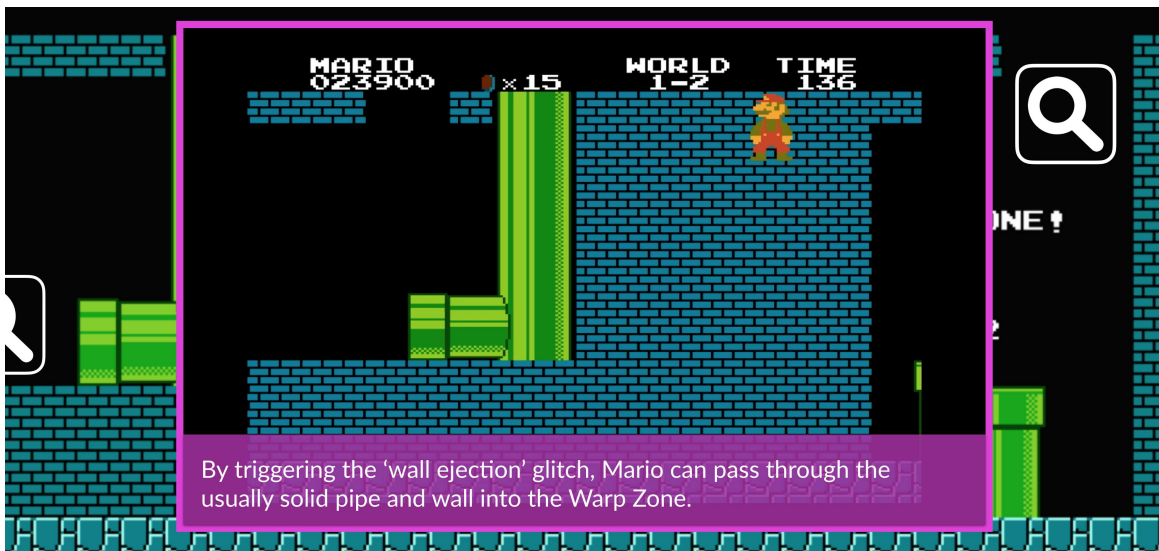 MARIO WORLD TIME
023900 ×15 1-2 136
ONE!
2
By triggering the ‘wall ejection’ glitch, Mario can pass through the
usually solid pipe and wall into the Warp Zone.